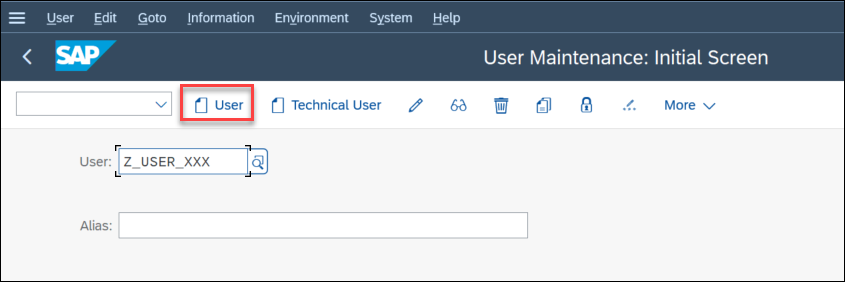 User Edit Goto Information Environment System Help
SAP User Maintenance: Initial Screen
User Technical User More
User: Z_USER_XXX
Alias: